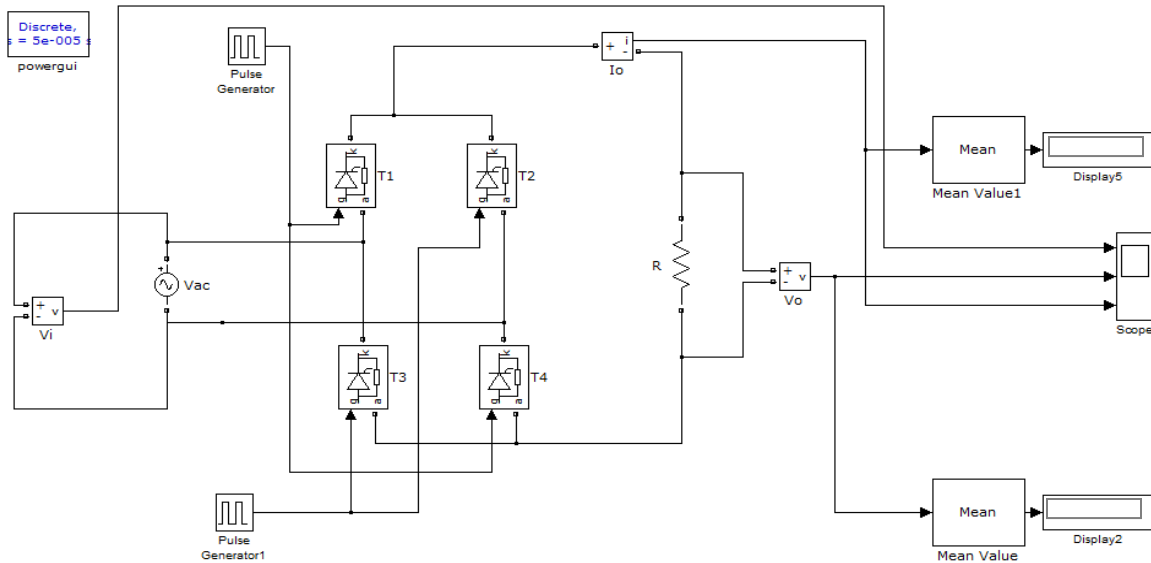 Discrete,
s = 5e-005 s
powergui
Pulse
Generator
+
i
-
Io
Mean
Mean Value1
Display5
k
g
a
T1
k
g
a
T2
+
Vac
+
v
-
Vi
R
+
v
-
Vo
Scope
k
g
a
T3
k
g
a
T4
Pulse
Generator1
Mean
Mean Value
Display2